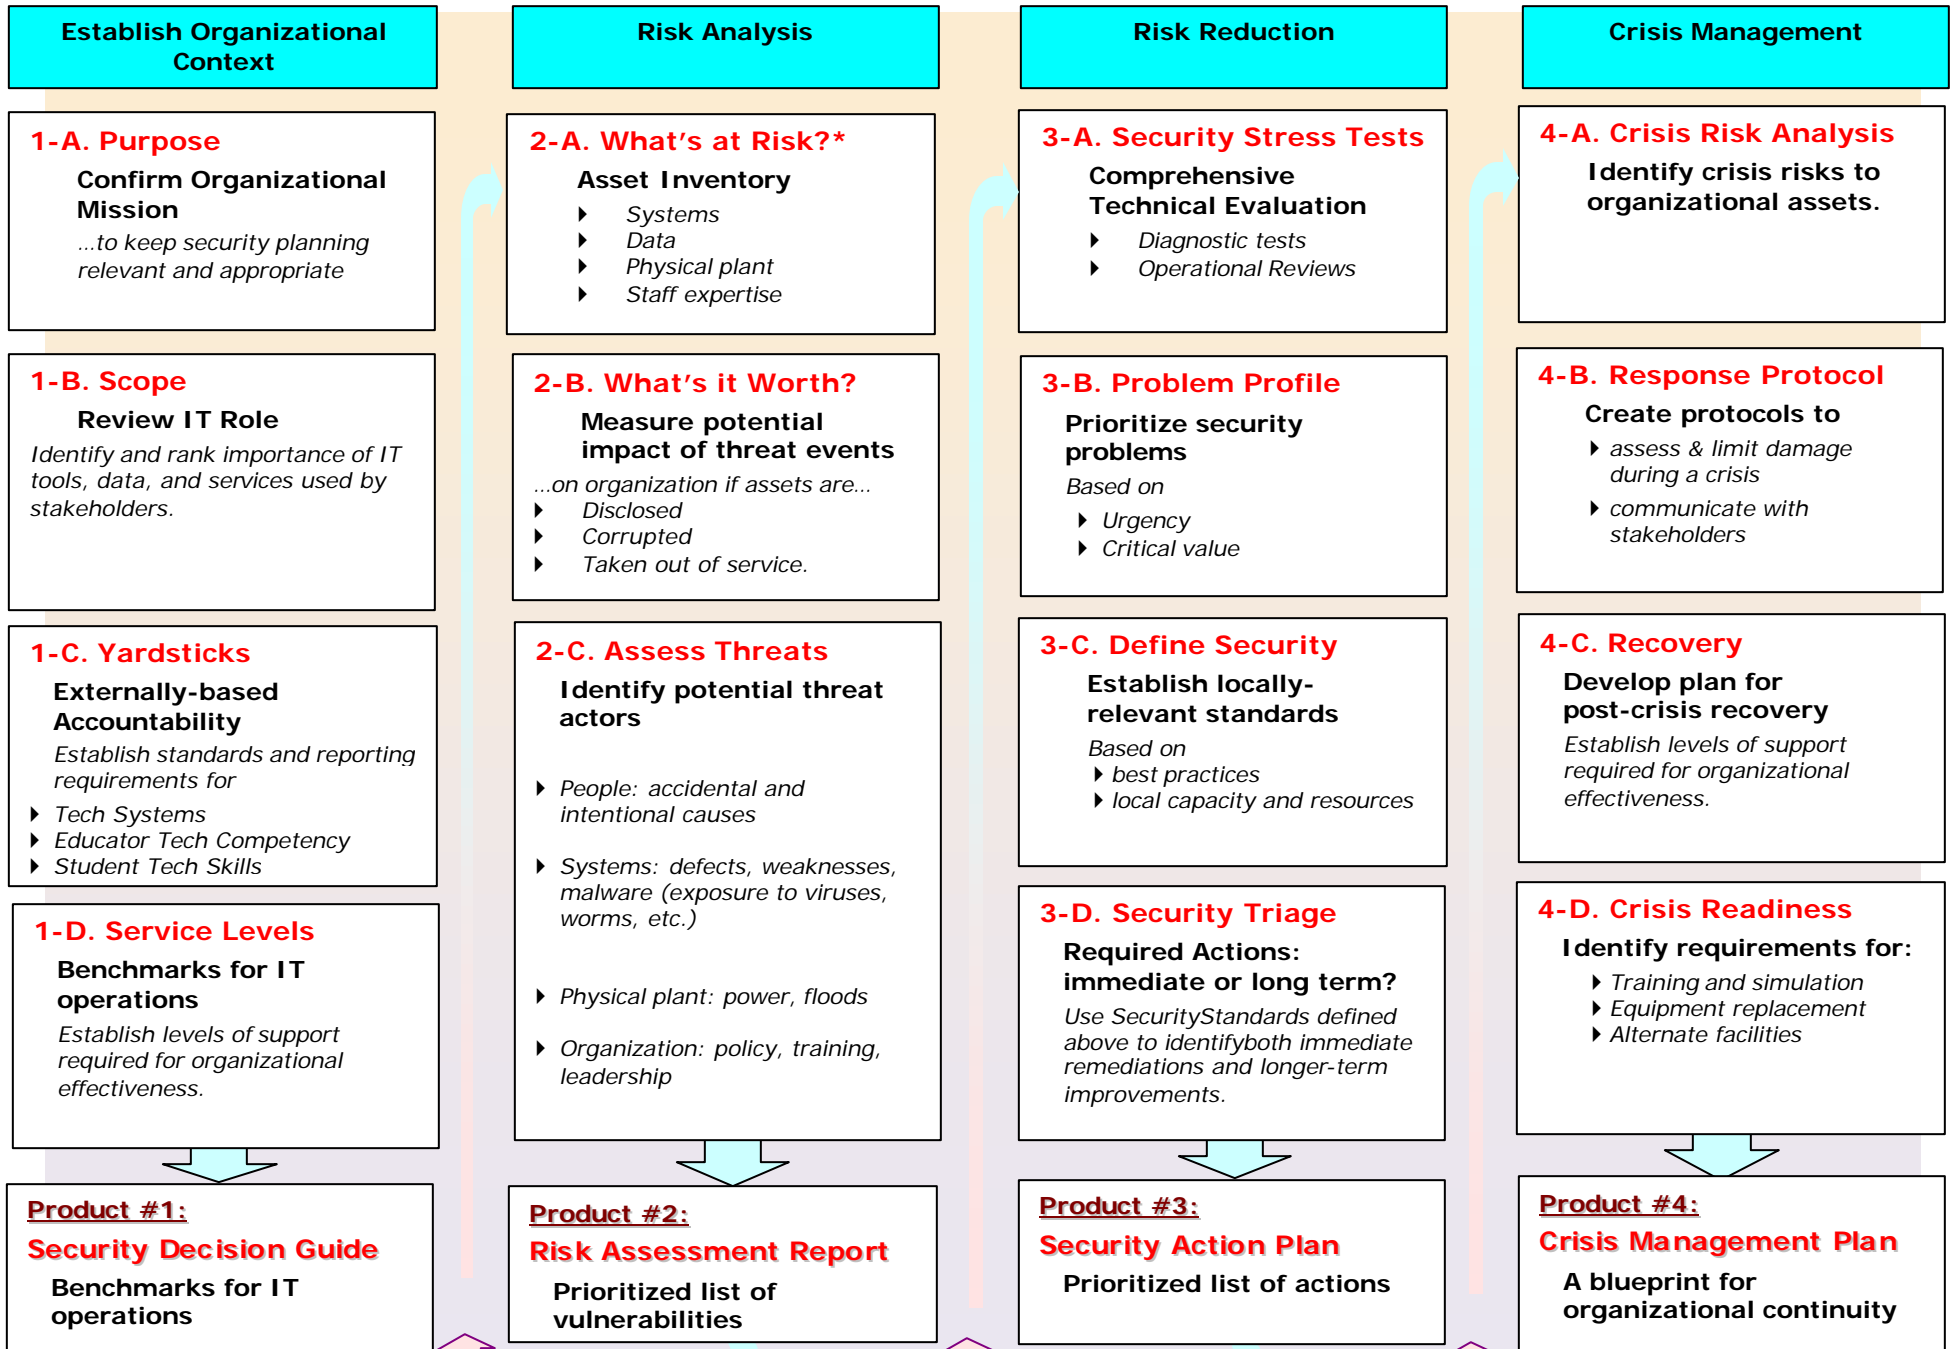 Establish Organizational
Context
1-A. Purpose
Confirm Organizational
Mission
...to keep security planning
relevant and appropriate
1-B. Scope
Review IT Role
Identify and rank importance of IT
tools, data, and services used by
stakeholders.
1-C. Yardsticks
Externally-based
Accountability
Establish standards and reporting
requirements for
Tech Systems
Educator Tech Competency
Student Tech Skills
1-D. Service Levels
Benchmarks for IT
operations
Establish levels of support
required for organizational
effectiveness.
Product #1:
Security Decision Guide
Benchmarks for IT
operations
Risk Analysis
2-A. What's at Risk?*
Asset Inventory
Systems
Data
Physical plant
Staff expertise
2-B. What's it Worth?
Measure potential
impact of threat events
...on organization if assets are...
Disclosed
Corrupted
Taken out of service.
2-C. Assess Threats
Identify potential threat
actors
People: accidental and
intentional causes
Systems: defects, weaknesses,
malware (exposure to viruses,
worms, etc.)
Physical plant: power, floods
Organization: policy, training,
leadership
Product #2:
Risk Assessment Report
Prioritized list of
vulnerabilities
Risk Reduction
3-A. Security Stress Tests
Comprehensive
Technical Evaluation
Diagnostic tests
Operational Reviews
3-B. Problem Profile
Prioritize security
problems
Based on
Urgency
Critical value
3-C. Define Security
Establish locally-
relevant standards
Based on
best practices
local capacity and resources
3-D. Security Triage
Required Actions:
immediate or long term?
Use SecurityStandards defined
above to identifyboth immediate
remediations and longer-term
improvements.
Product #3:
Security Action Plan
Prioritized list of actions
Crisis Management
4-A. Crisis Risk Analysis
Identify crisis risks to
organizational assets.
4-B. Response Protocol
Create protocols to
assess & limit damage
during a crisis
communicate with
stakeholders
4-C. Recovery
Develop plan for
post-crisis recovery
Establish levels of support
required for organizational
effectiveness.
4-D. Crisis Readiness
Identify requirements for:
Training and simulation
Equipment replacement
Alternate facilities
Product #4:
Crisis Management Plan
A blueprint for
organizational continuity